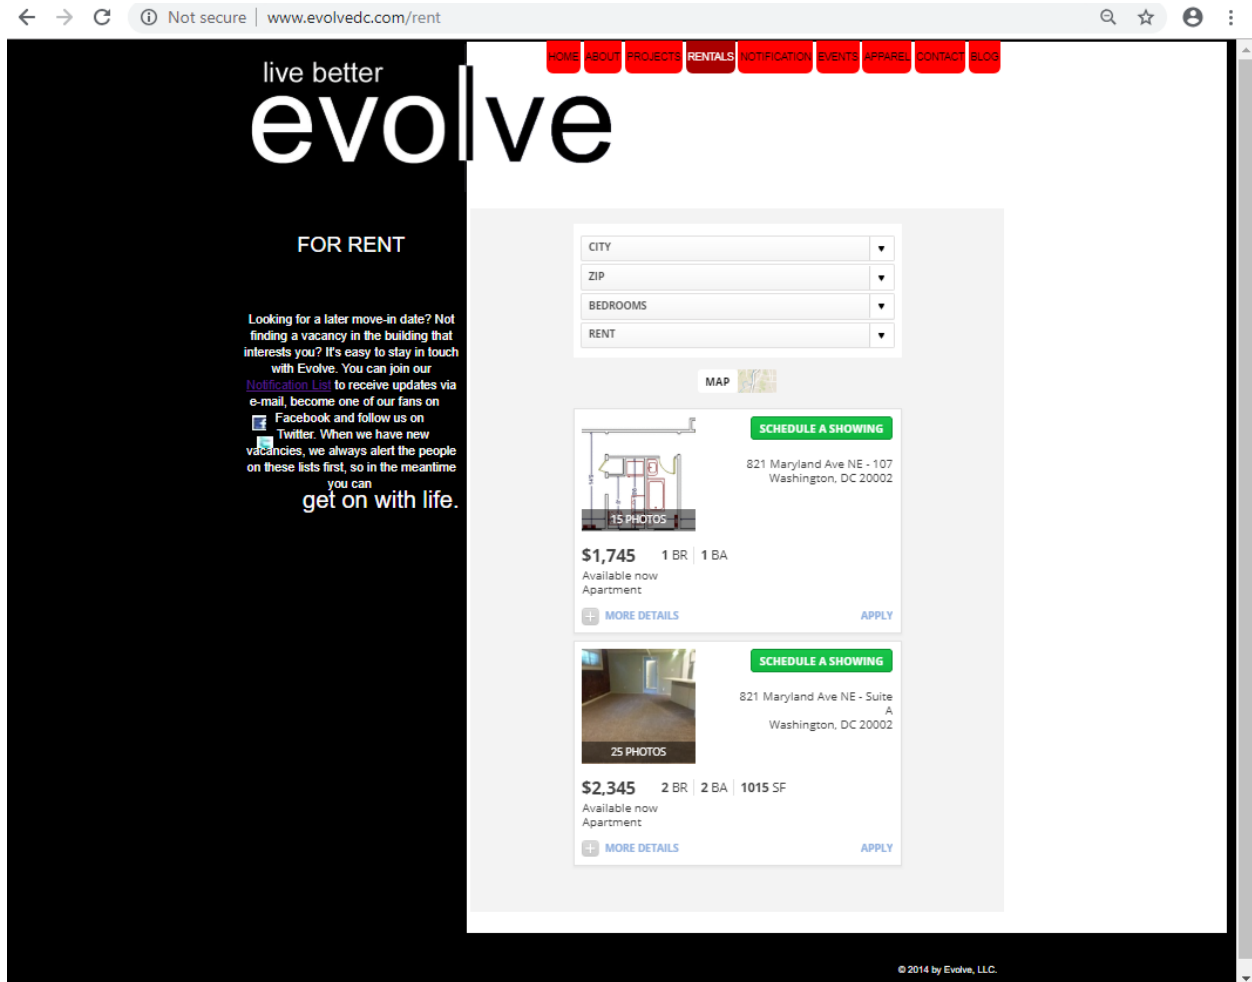 Not secure | www.evolvedc.com/rent
HOME ABOUT PROJECTS RENTALS NOTIFICATION EVENTS APPAREL CONTACT BLOG
live better
evolve
FOR RENT
Looking for a later move-in date? Not
finding a vacancy in the building that
interests you? It's easy to stay in touch
with Evolve. You can join our
Notification List to receive updates via
e-mail, become one of our fans on
Facebook and follow us on
Twitter. When we have new
vacancies, we always alert the people
on these lists first, so in the meantime
you can
get on with life.
CITY
ZIP
BEDROOMS
RENT
MAP
SCHEDULE A SHOWING
821 Maryland Ave NE - 107
Washington, DC 20002
15 PHOTOS
$1,745 1 BR 1 BA
Available now
Apartment
MORE DETAILS APPLY
SCHEDULE A SHOWING
821 Maryland Ave NE - Suite
A
Washington, DC 20002
25 PHOTOS
$2,345 2 BR 2 BA 1015 SF
Available now
Apartment
MORE DETAILS APPLY
© 2014 by Evolve, LLC.